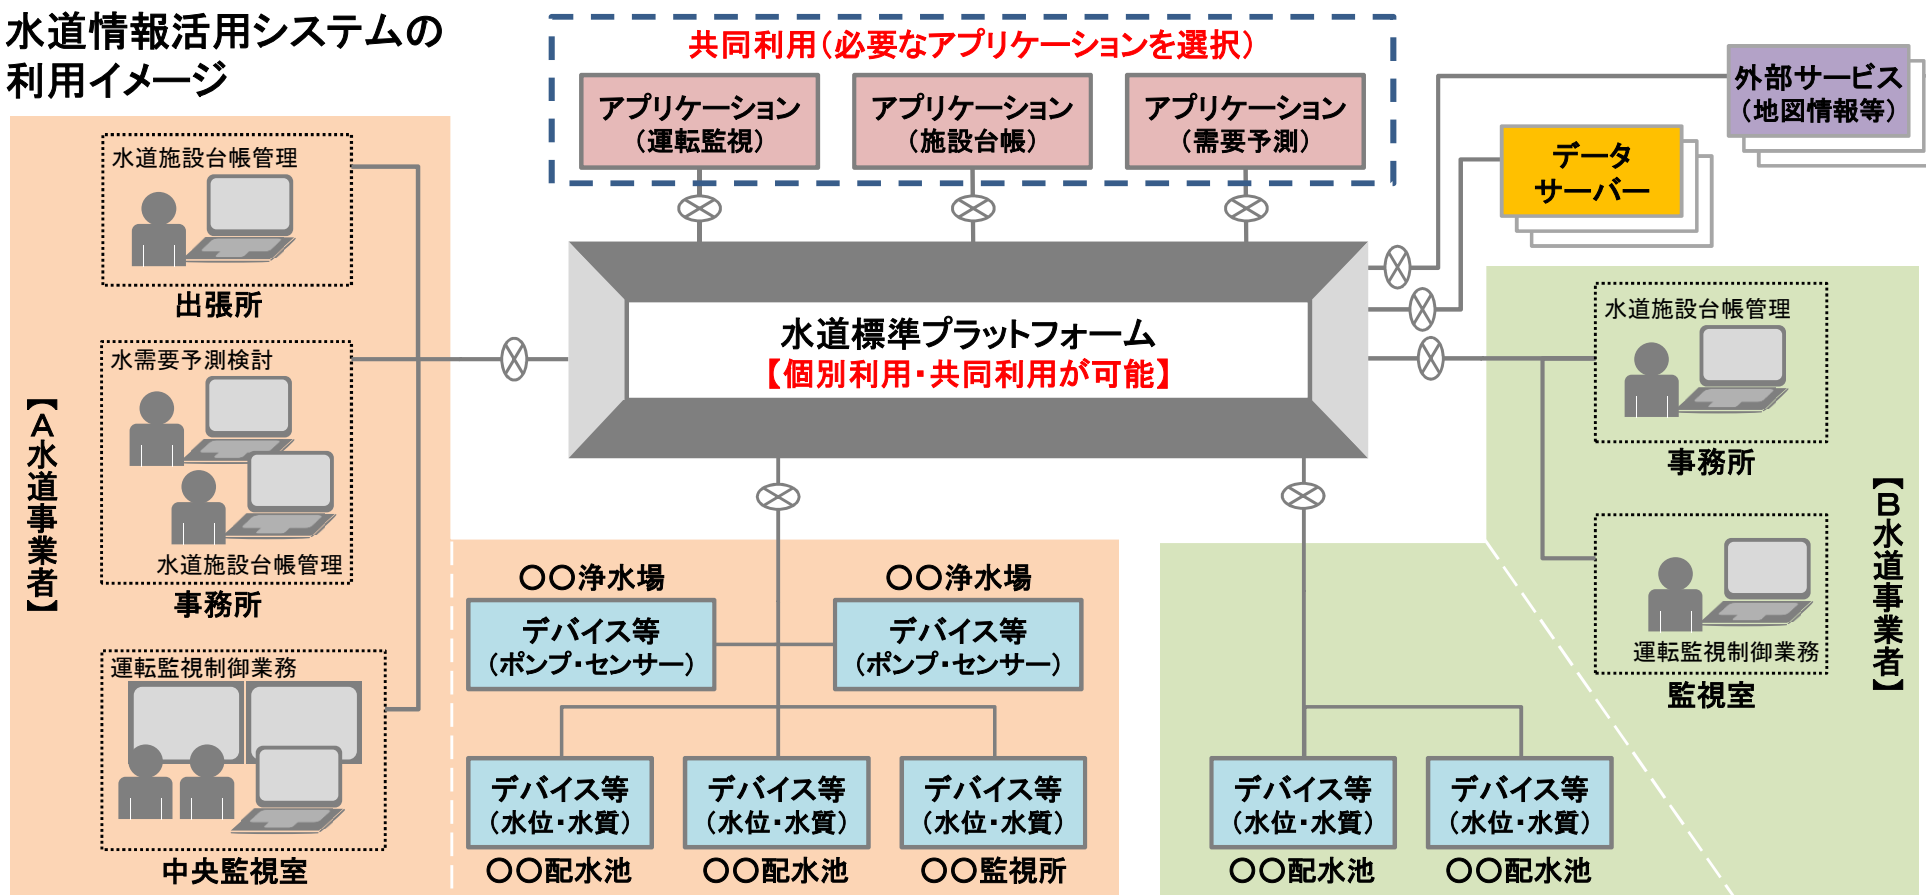 水道情報活用システムの
利用イメージ
共同利用（必要なアプリケーションを選択）
アプリケーション
（運転監視）
アプリケーション
（施設台帳）
アプリケーション
（需要予測）
外部サービス
（地図情報等）
データ
サーバー
水道標準プラットフォーム
【個別利用・共同利用が可能】
【A水道事業者】
水道施設台帳管理
出張所
水需要予測検討
水道施設台帳管理
事務所
運転監視制御業務
中央監視室
〇〇浄水場
デバイス等
（ポンプ・センサー）
〇〇浄水場
デバイス等
（ポンプ・センサー）
デバイス等
（水位・水質）
〇〇配水池
デバイス等
（水位・水質）
〇〇配水池
デバイス等
（水位・水質）
〇〇監視所
【B水道事業者】
水道施設台帳管理
事務所
運転監視制御業務
監視室
デバイス等
（水位・水質）
〇〇配水池
デバイス等
（水位・水質）
〇〇配水池